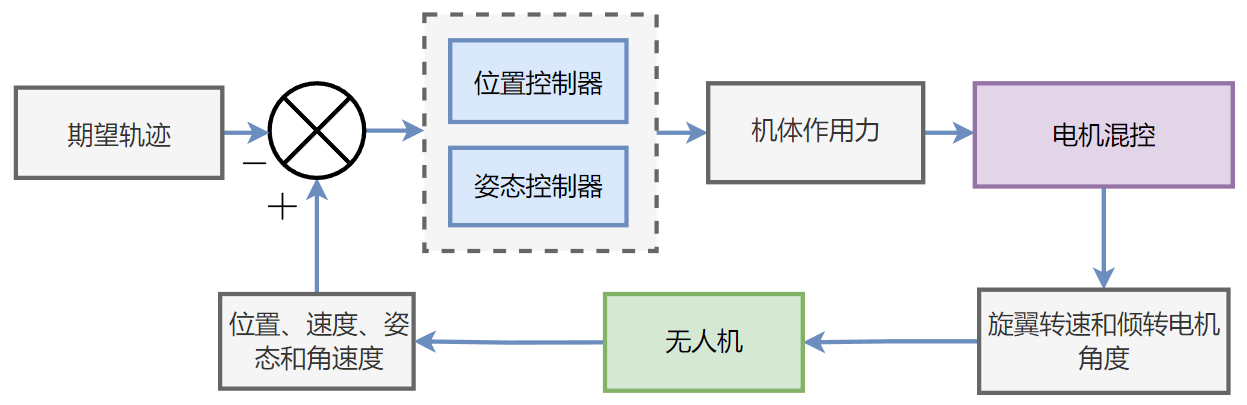 期望轨迹
−
+
位置控制器
姿态控制器
机体作用力
电机混控
旋翼转速和倾转电机
角度
无人机
位置、速度、姿
态和角速度